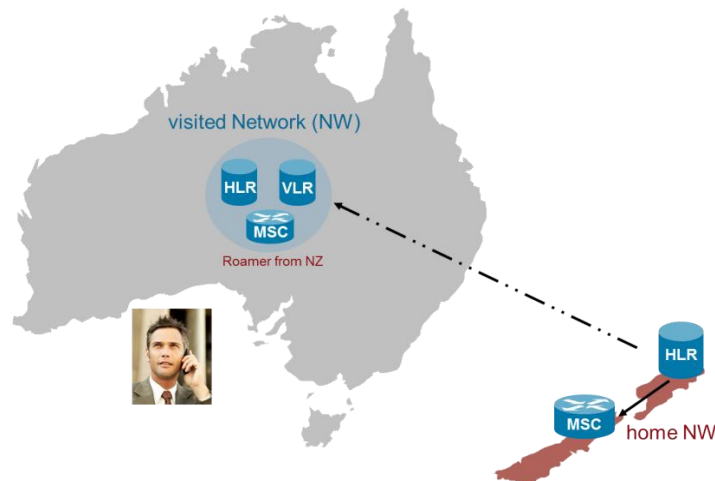 visited Network (NW)
HLR
VLR
MSC
Roamer from NZ
HLR
MSC
home NW